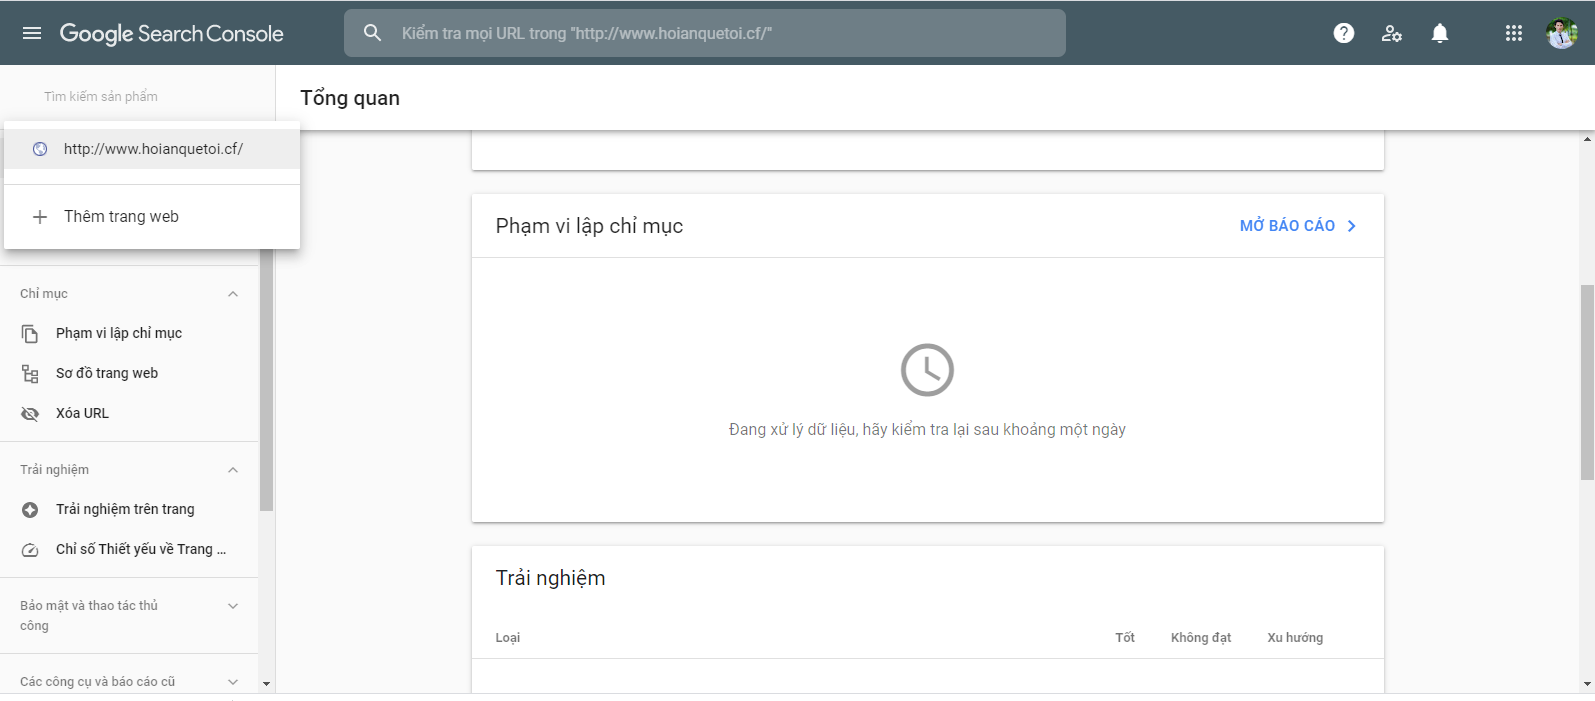 Google Search Console
Kiểm tra mọi URL trong "http://www.hoianquetoi.cf/"
Tìm kiếm sản phẩm
http://www.hoianquetoi.cf/
Thêm trang web
Chỉ mục
Phạm vi lập chỉ mục
Sơ đồ trang web
Xóa URL
Trải nghiệm
Trải nghiệm trên trang
Chỉ số Thiết yếu về Trang ...
Bảo mật và thao tác thủ
công
Các công cụ và báo cáo cũ
Tổng quan
Phạm vi lập chỉ mục
MỞ BÁO CÁO
Đang xử lý dữ liệu, hãy kiểm tra lại sau khoảng một ngày
Trải nghiệm
Loại Tốt Không đạt Xu hướng